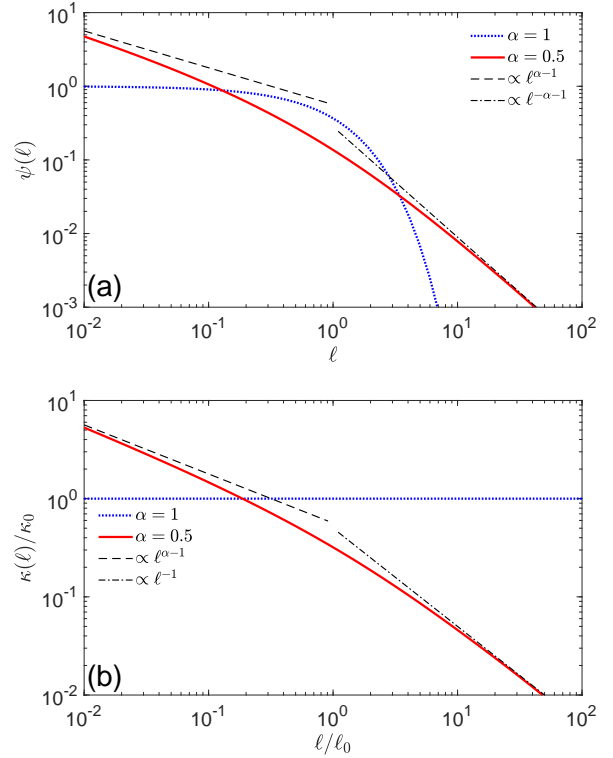 10^1
10^0
10^{-1}
10^{-2}
10^{-3}
ψ(ℓ)
α = 1
α = 0.5
∝ ℓ^{α−1}
∝ ℓ^{−α−1}
(a)
10^{-2} 10^{-1} 10^0 10^1 10^2
ℓ
10^1
10^0
10^{-1}
10^{-2}
κ(ℓ)/κ_0
α = 1
α = 0.5
∝ ℓ^{α−1}
∝ ℓ^{−1}
(b)
10^{-2} 10^{-1} 10^0 10^1 10^2
ℓ/ℓ_0